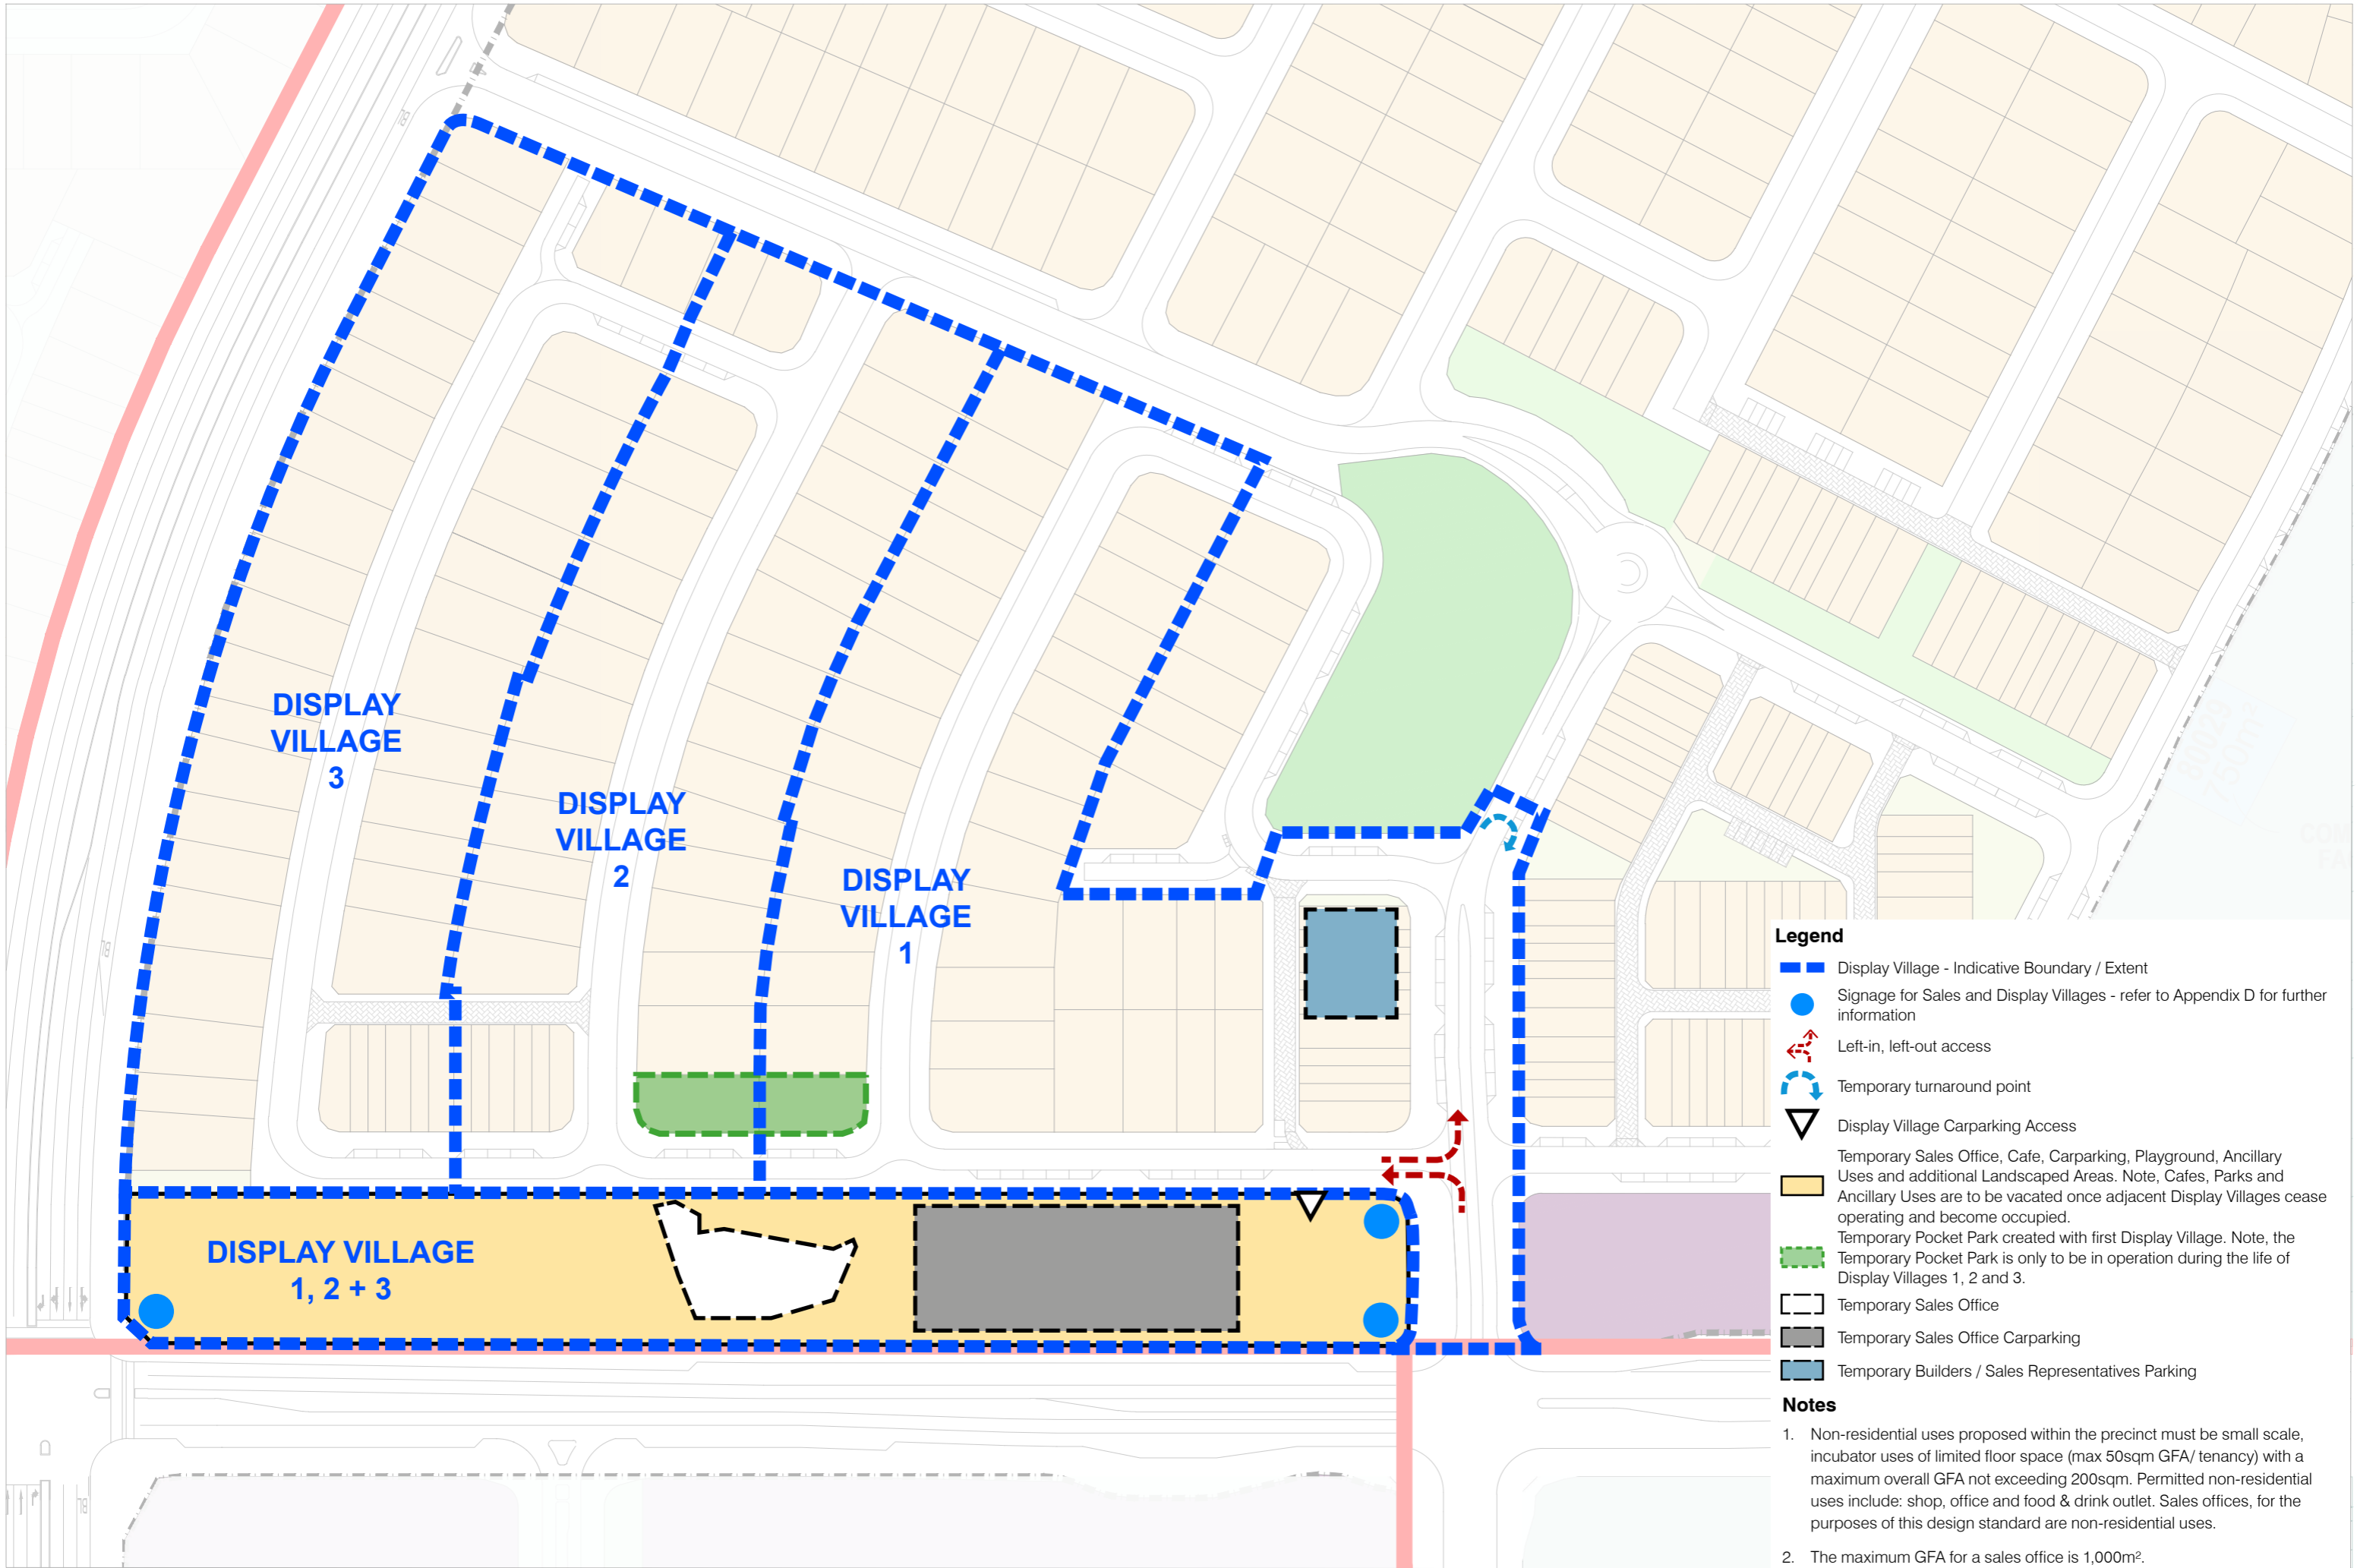 DISPLAY
VILLAGE
3
DISPLAY
VILLAGE
2
DISPLAY
VILLAGE
1
DISPLAY VILLAGE
1, 2 + 3
Legend
Display Village - Indicative Boundary / Extent
Signage for Sales and Display Villages - refer to Appendix D for further
information
Left-in, left-out access
Temporary turnaround point
Display Village Carparking Access
Temporary Sales Office, Cafe, Carparking, Playground, Ancillary
Uses and additional Landscaped Areas. Note, Cafes, Parks and
Ancillary Uses are to be vacated once adjacent Display Villages cease
operating and become occupied.
Temporary Pocket Park created with first Display Village. Note, the
Temporary Pocket Park is only to be in operation during the life of
Display Villages 1, 2 and 3.
Temporary Sales Office
Temporary Sales Office Carparking
Temporary Builders / Sales Representatives Parking
Notes
1. Non-residential uses proposed within the precinct must be small scale,
incubator uses of limited floor space (max 50sqm GFA/ tenancy) with a
maximum overall GFA not exceeding 200sqm. Permitted non-residential
uses include: shop, office and food & drink outlet. Sales offices, for the
purposes of this design standard are non-residential uses.
2. The maximum GFA for a sales office is 1,000m².